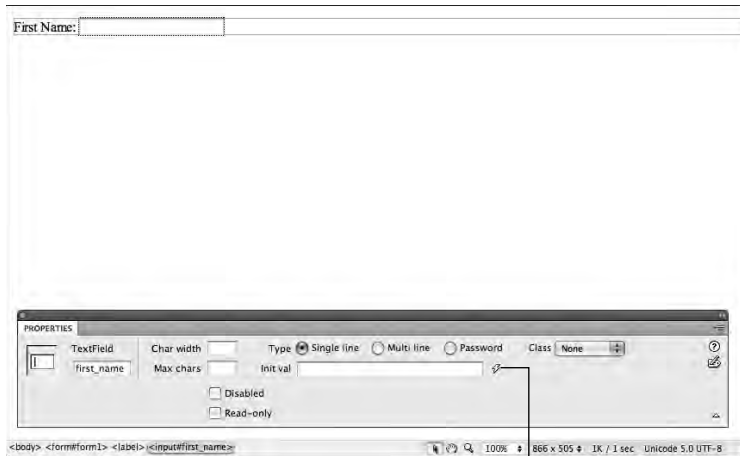 First Name:
PROPERTIES
TextField Char width Type Single line Multi line Password Class None
first_name Max chars Init val
Disabled
Read-only
<body> <form#form1> <label> <input#first_name> 100% 866 x 505 1K / 1 sec Unicode 5.0 UTF-8